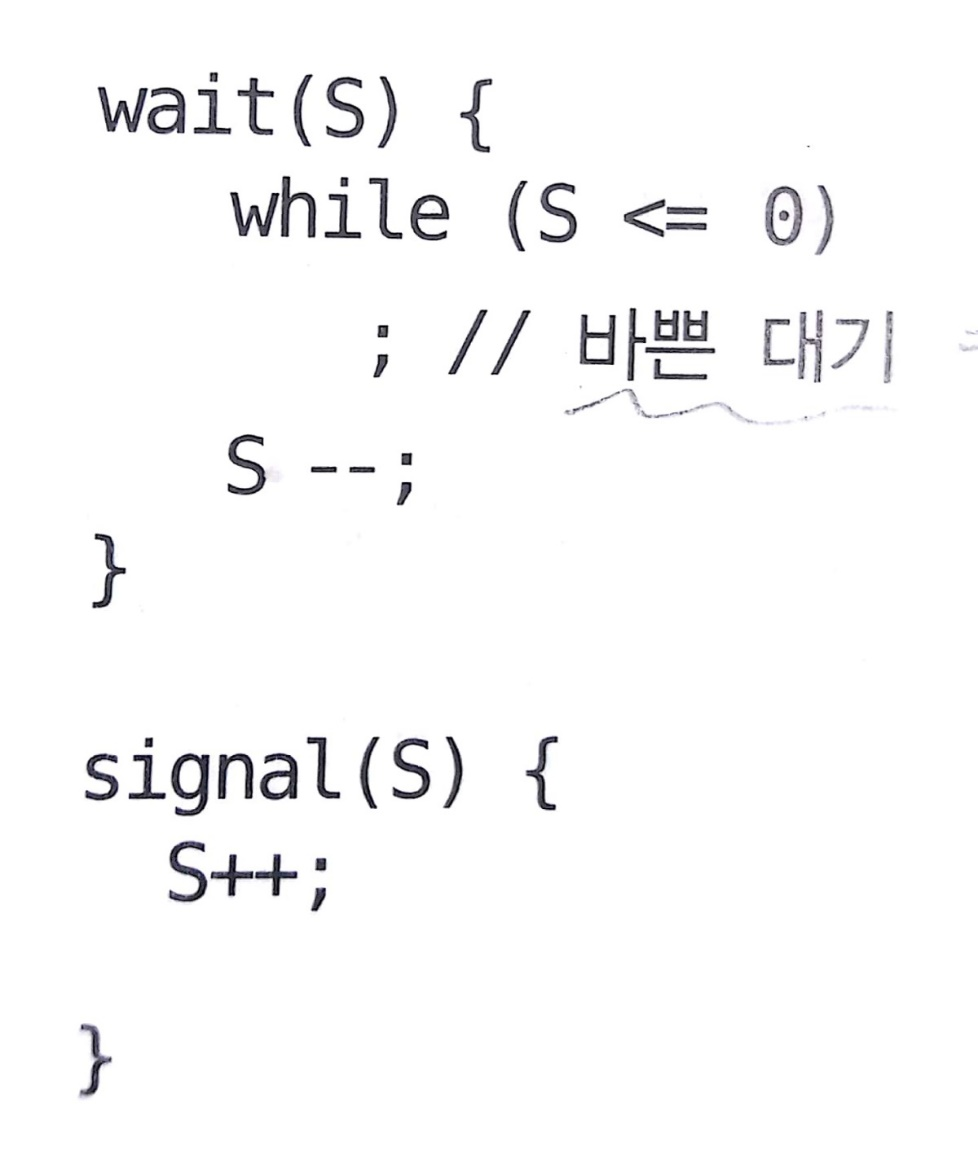 wait(S) {
while (S <= 0)
; // 바쁜 대기
S --;
}
signal(S) {
S++;
}